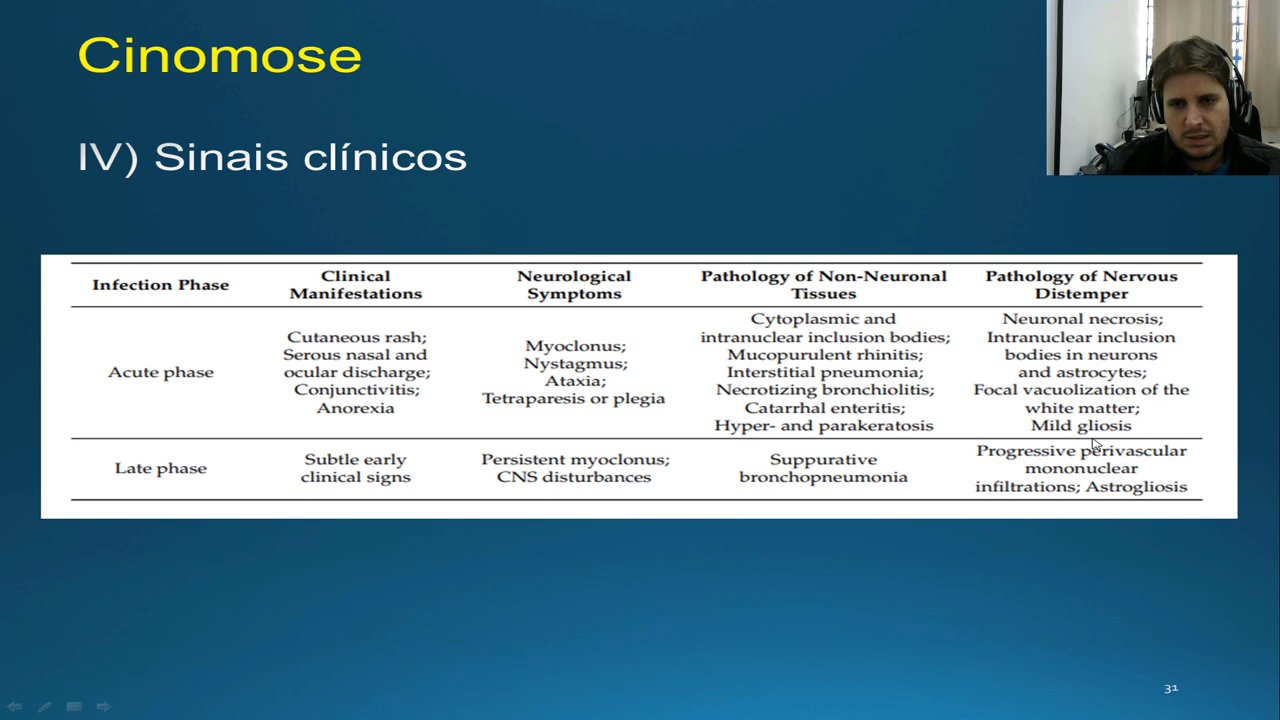 Cinomose
IV) Sinais clínicos
Infection Phase
Clinical
Manifestations
Neurological
Symptoms
Pathology of Non-Neuronal
Tissues
Pathology of Nervous
Distemper
Acute phase
Cutaneous rash;
Serous nasal and
ocular discharge;
Conjunctivitis;
Anorexia
Myoclonus;
Nystagmus;
Ataxia;
Tetraparesis or plegia
Cytoplasmic and
intranuclear inclusion bodies;
Mucopurulent rhinitis;
Interstitial pneumonia;
Necrotizing bronchiolitis;
Catarrhal enteritis;
Hyper- and parakeratosis
Neuronal necrosis;
Intranuclear inclusion
bodies in neurons
and astrocytes;
Focal vacuolization of the
white matter;
Mild gliosis
Late phase
Subtle early
clinical signs
Persistent myoclonus;
CNS disturbances
Suppurative
bronchopneumonia
Progressive perivascular
mononuclear
infiltrations; Astrogliosis
31